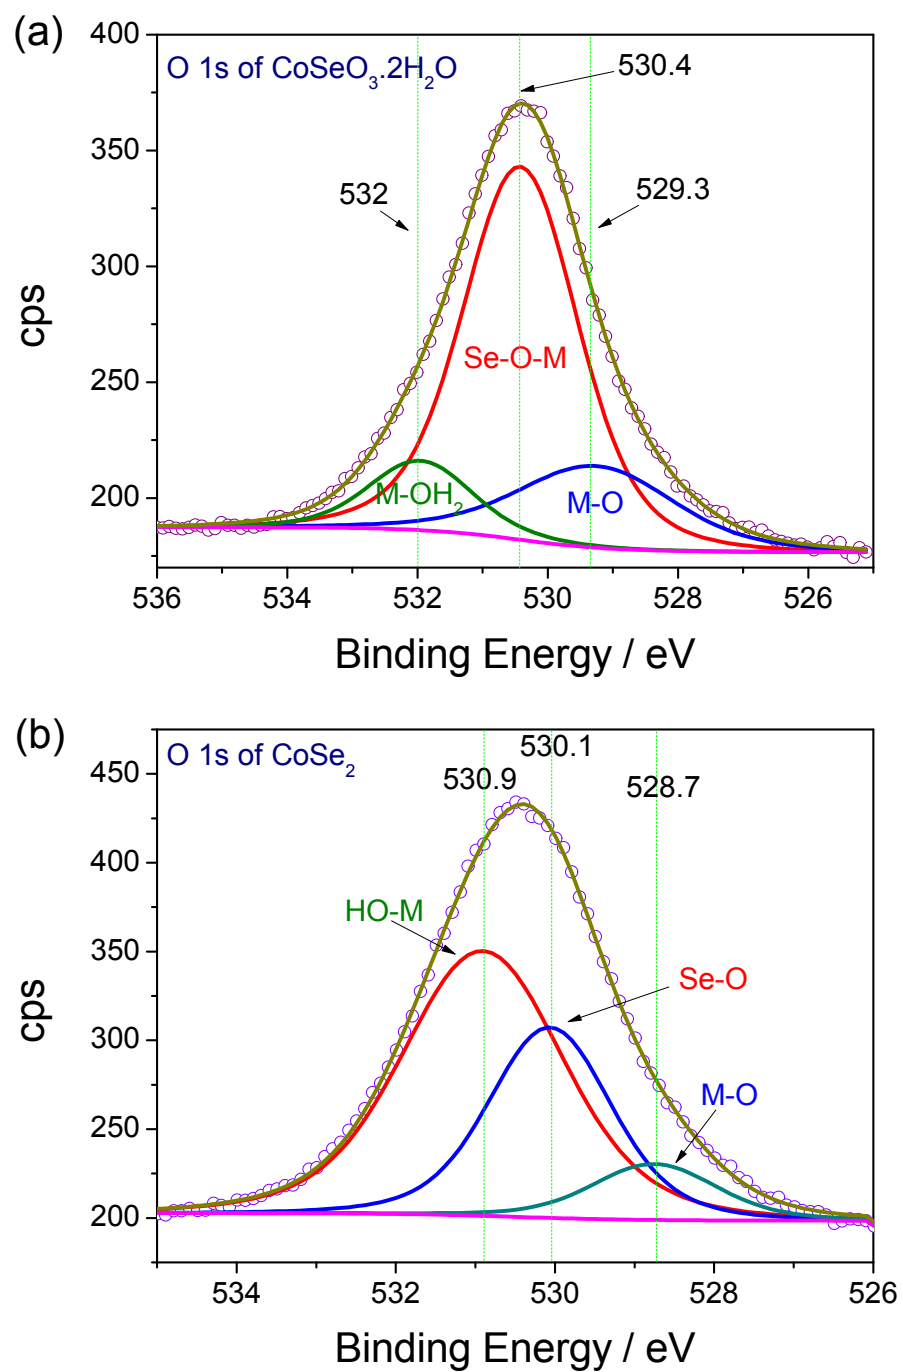 (a)
O 1s of CoSeO₃.2H₂O
530.4
532
529.3
Se-O-M
M-OH₂
M-O
400
350
300
250
200
cps
536 534 532 530 528 526
Binding Energy / eV
(b)
O 1s of CoSe₂
530.1
530.9
528.7
HO-M
Se-O
M-O
450
400
350
300
250
200
cps
534 532 530 528 526
Binding Energy / eV